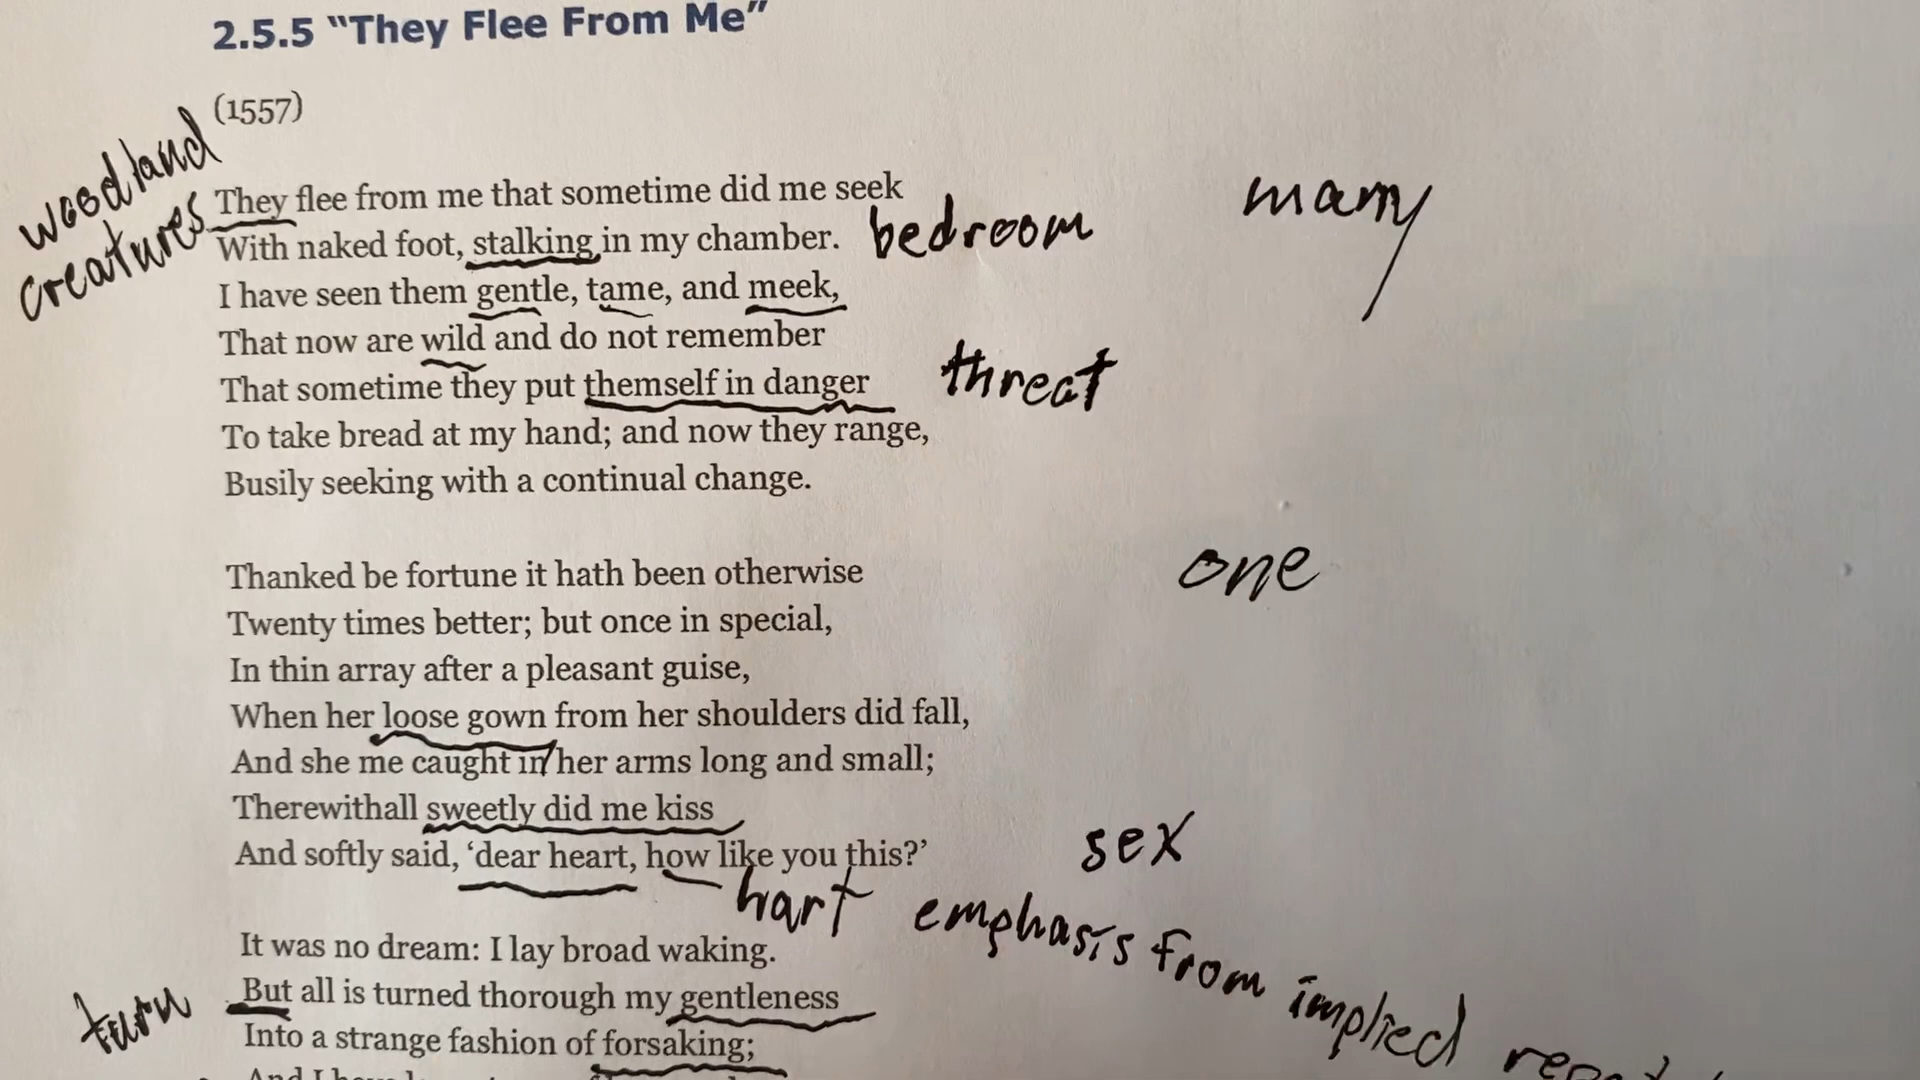 2.5.5 “They Flee From Me”
(1557)
woodland
creatures
They flee from me that sometime did me seek
many
With naked foot, stalking in my chamber.
bedroom
I have seen them gentle, tame, and meek,
That now are wild and do not remember
That sometime they put themself in danger
threat
To take bread at my hand; and now they range,
Busily seeking with a continual change.
Thanked be fortune it hath been otherwise
one
Twenty times better; but once in special,
In thin array after a pleasant guise,
When her loose gown from her shoulders did fall,
And she me caught in her arms long and small;
Therewithall sweetly did me kiss
And softly said, ‘dear heart, how like you this?’
sex
hart
emphasis from implied
It was no dream: I lay broad waking.
turn
But all is turned thorough my gentleness
Into a strange fashion of forsaking;